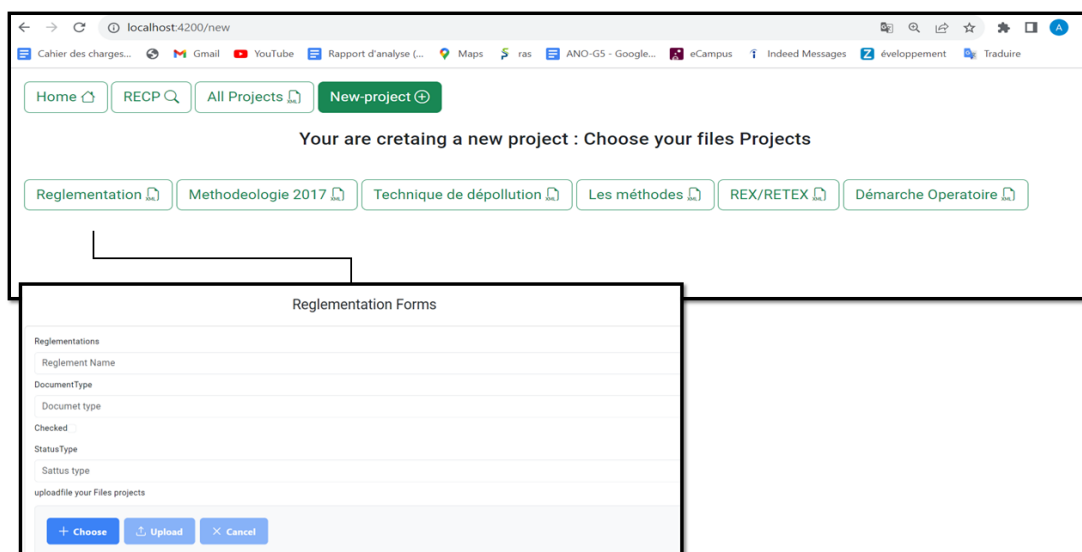 localhost:4200/new
A
Cahier des charges... Gmail YouTube Rapport d'analyse (... Maps ras ANO-G5 - Google... eCampus Indeed Messages éveloppement Traduire
Home RECP All Projects New-project
Your are cretaing a new project : Choose your files Projects
Reglementation Methodeologie 2017 Technique de dépollution Les méthodes REX/RETEX Démarche Operatoire
Reglementation Forms
Reglementations
Reglement Name
DocumentType
Documet type
Checked
StatusType
Sattus type
uploadfile your Files projects
Choose Upload Cancel